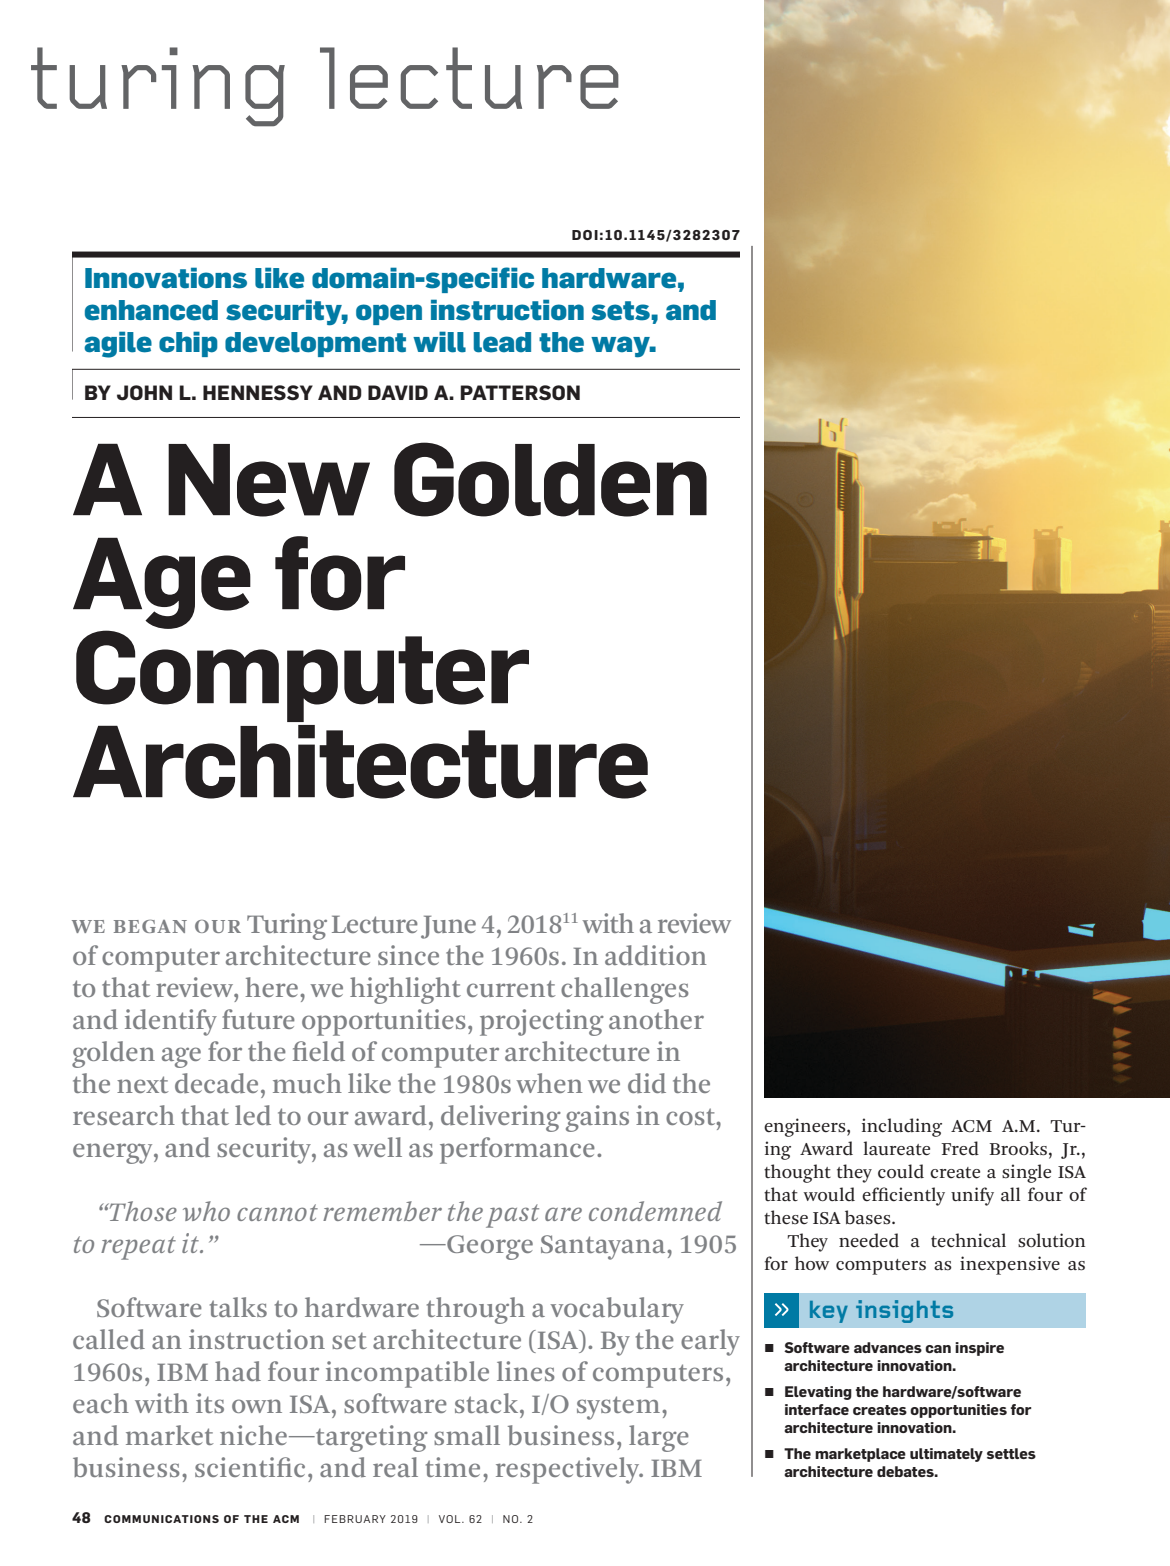 turing lecture
DOI:10.1145/3282307
Innovations like domain-specific hardware,
enhanced security, open instruction sets, and
agile chip development will lead the way.
BY JOHN L. HENNESSY AND DAVID A. PATTERSON
A New Golden
Age for
Computer
Architecture
WE BEGAN OUR Turing Lecture June 4, 2018¹¹ with a review
of computer architecture since the 1960s. In addition
to that review, here, we highlight current challenges
and identify future opportunities, projecting another
golden age for the field of computer architecture in
the next decade, much like the 1980s when we did the
research that led to our award, delivering gains in cost,
energy, and security, as well as performance.
“Those who cannot remember the past are condemned
to repeat it.” —George Santayana, 1905
Software talks to hardware through a vocabulary
called an instruction set architecture (ISA). By the early
1960s, IBM had four incompatible lines of computers,
each with its own ISA, software stack, I/O system,
and market niche—targeting small business, large
business, scientific, and real time, respectively. IBM
engineers, including ACM A.M. Tur-
ing Award laureate Fred Brooks, Jr.,
thought they could create a single ISA
that would efficiently unify all four of
these ISA bases.
They needed a technical solution
for how computers as inexpensive as
» key insights
■ Software advances can inspire
architecture innovation.
■ Elevating the hardware/software
interface creates opportunities for
architecture innovation.
■ The marketplace ultimately settles
architecture debates.
48 COMMUNICATIONS OF THE ACM | FEBRUARY 2019 | VOL. 62 | NO. 2